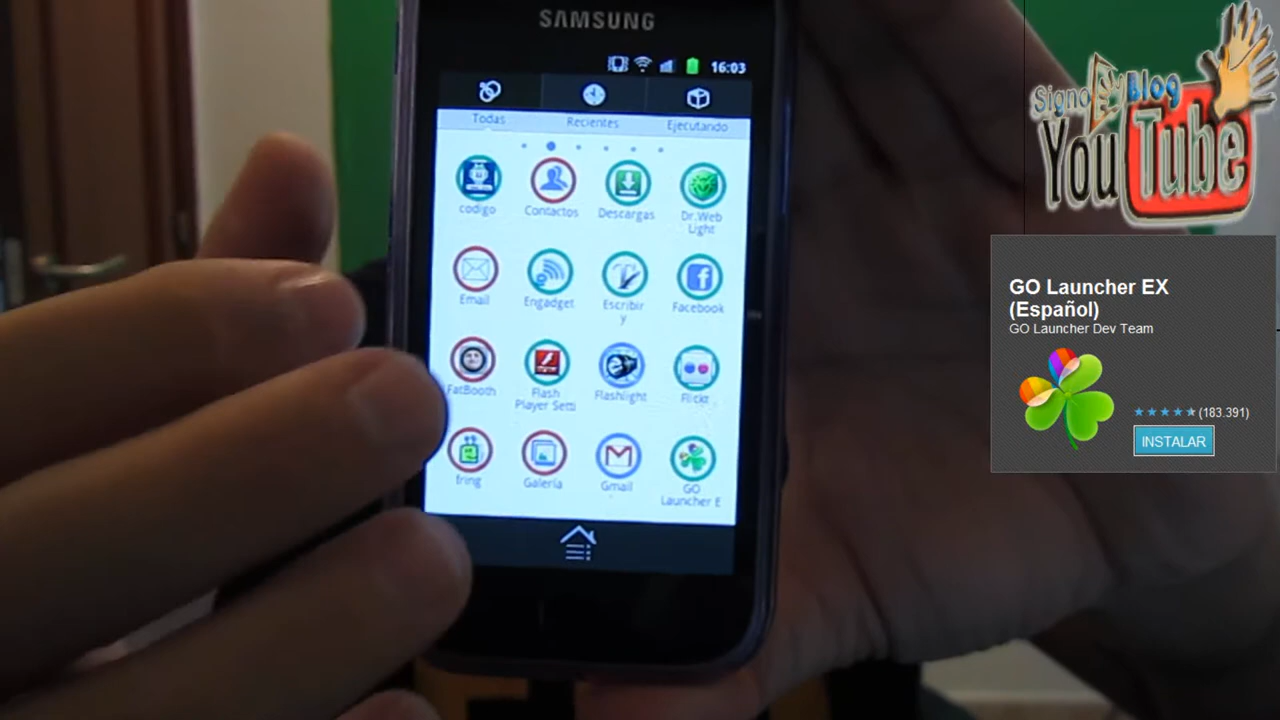 SAMSUNG
16:03
Todas Recientes Ejecutando
codigo Contactos Descargas Dr.Web Light
Email Engadget Escribir y Facebook
FatBooth Flash Player Setti Flashlight Flickr
fring Galería Gmail GO Launcher E
Signo Blog
YouTube
GO Launcher EX
(Español)
GO Launcher Dev Team
(183.391)
INSTALAR